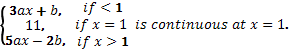 3ax + b, if < 1
11, if x = 1 is continuous at x = 1.
5ax − 2b, if x > 1